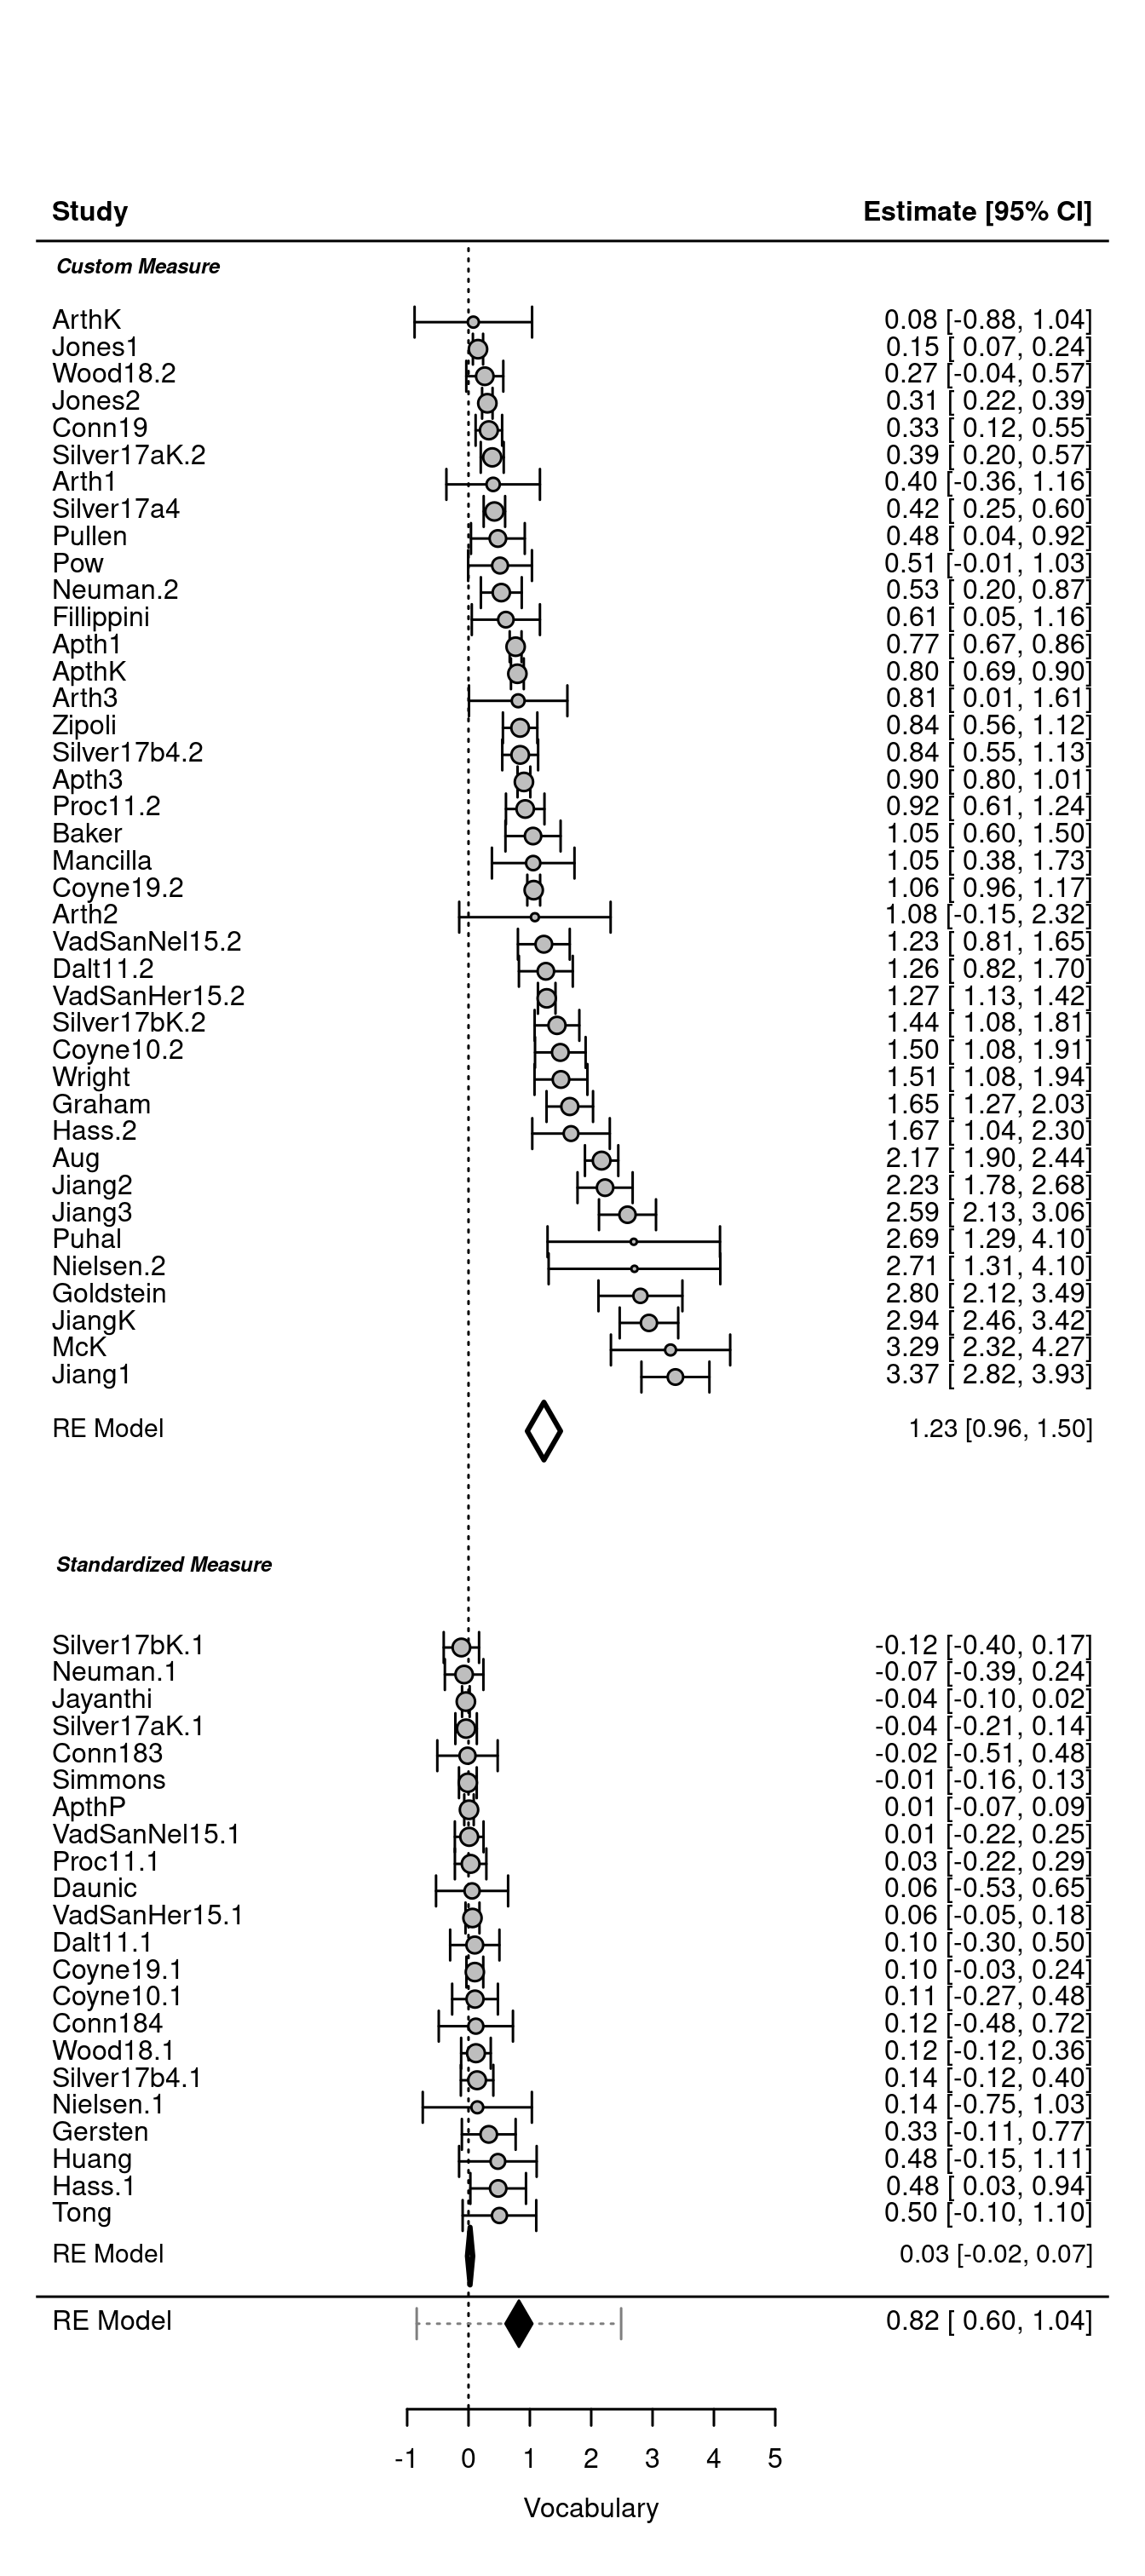 Study Estimate [95% CI]
Custom Measure
ArthK 0.08 [-0.88, 1.04]
Jones1 0.15 [ 0.07, 0.24]
Wood18.2 0.27 [-0.04, 0.57]
Jones2 0.31 [ 0.22, 0.39]
Conn19 0.33 [ 0.12, 0.55]
Silver17aK.2 0.39 [ 0.20, 0.57]
Arth1 0.40 [-0.36, 1.16]
Silver17a4 0.42 [ 0.25, 0.60]
Pullen 0.48 [ 0.04, 0.92]
Pow 0.51 [-0.01, 1.03]
Neuman.2 0.53 [ 0.20, 0.87]
Fillippini 0.61 [ 0.05, 1.16]
Apth1 0.77 [ 0.67, 0.86]
ApthK 0.80 [ 0.69, 0.90]
Arth3 0.81 [ 0.01, 1.61]
Zipoli 0.84 [ 0.56, 1.12]
Silver17b4.2 0.84 [ 0.55, 1.13]
Apth3 0.90 [ 0.80, 1.01]
Proc11.2 0.92 [ 0.61, 1.24]
Baker 1.05 [ 0.60, 1.50]
Mancilla 1.05 [ 0.38, 1.73]
Coyne19.2 1.06 [ 0.96, 1.17]
Arth2 1.08 [-0.15, 2.32]
VadSanNel15.2 1.23 [ 0.81, 1.65]
Dalt11.2 1.26 [ 0.82, 1.70]
VadSanHer15.2 1.27 [ 1.13, 1.42]
Silver17bK.2 1.44 [ 1.08, 1.81]
Coyne10.2 1.50 [ 1.08, 1.91]
Wright 1.51 [ 1.08, 1.94]
Graham 1.65 [ 1.27, 2.03]
Hass.2 1.67 [ 1.04, 2.30]
Aug 2.17 [ 1.90, 2.44]
Jiang2 2.23 [ 1.78, 2.68]
Jiang3 2.59 [ 2.13, 3.06]
Puhal 2.69 [ 1.29, 4.10]
Nielsen.2 2.71 [ 1.31, 4.10]
Goldstein 2.80 [ 2.12, 3.49]
JiangK 2.94 [ 2.46, 3.42]
McK 3.29 [ 2.32, 4.27]
Jiang1 3.37 [ 2.82, 3.93]
RE Model 1.23 [0.96, 1.50]
Standardized Measure
Silver17bK.1 -0.12 [-0.40, 0.17]
Neuman.1 -0.07 [-0.39, 0.24]
Jayanthi -0.04 [-0.10, 0.02]
Silver17aK.1 -0.04 [-0.21, 0.14]
Conn183 -0.02 [-0.51, 0.48]
Simmons -0.01 [-0.16, 0.13]
ApthP 0.01 [-0.07, 0.09]
VadSanNel15.1 0.01 [-0.22, 0.25]
Proc11.1 0.03 [-0.22, 0.29]
Daunic 0.06 [-0.53, 0.65]
VadSanHer15.1 0.06 [-0.05, 0.18]
Dalt11.1 0.10 [-0.30, 0.50]
Coyne19.1 0.10 [-0.03, 0.24]
Coyne10.1 0.11 [-0.27, 0.48]
Conn184 0.12 [-0.48, 0.72]
Wood18.1 0.12 [-0.12, 0.36]
Silver17b4.1 0.14 [-0.12, 0.40]
Nielsen.1 0.14 [-0.75, 1.03]
Gersten 0.33 [-0.11, 0.77]
Huang 0.48 [-0.15, 1.11]
Hass.1 0.48 [ 0.03, 0.94]
Tong 0.50 [-0.10, 1.10]
RE Model 0.03 [-0.02, 0.07]
RE Model 0.82 [ 0.60, 1.04]
-1 0 1 2 3 4 5
Vocabulary